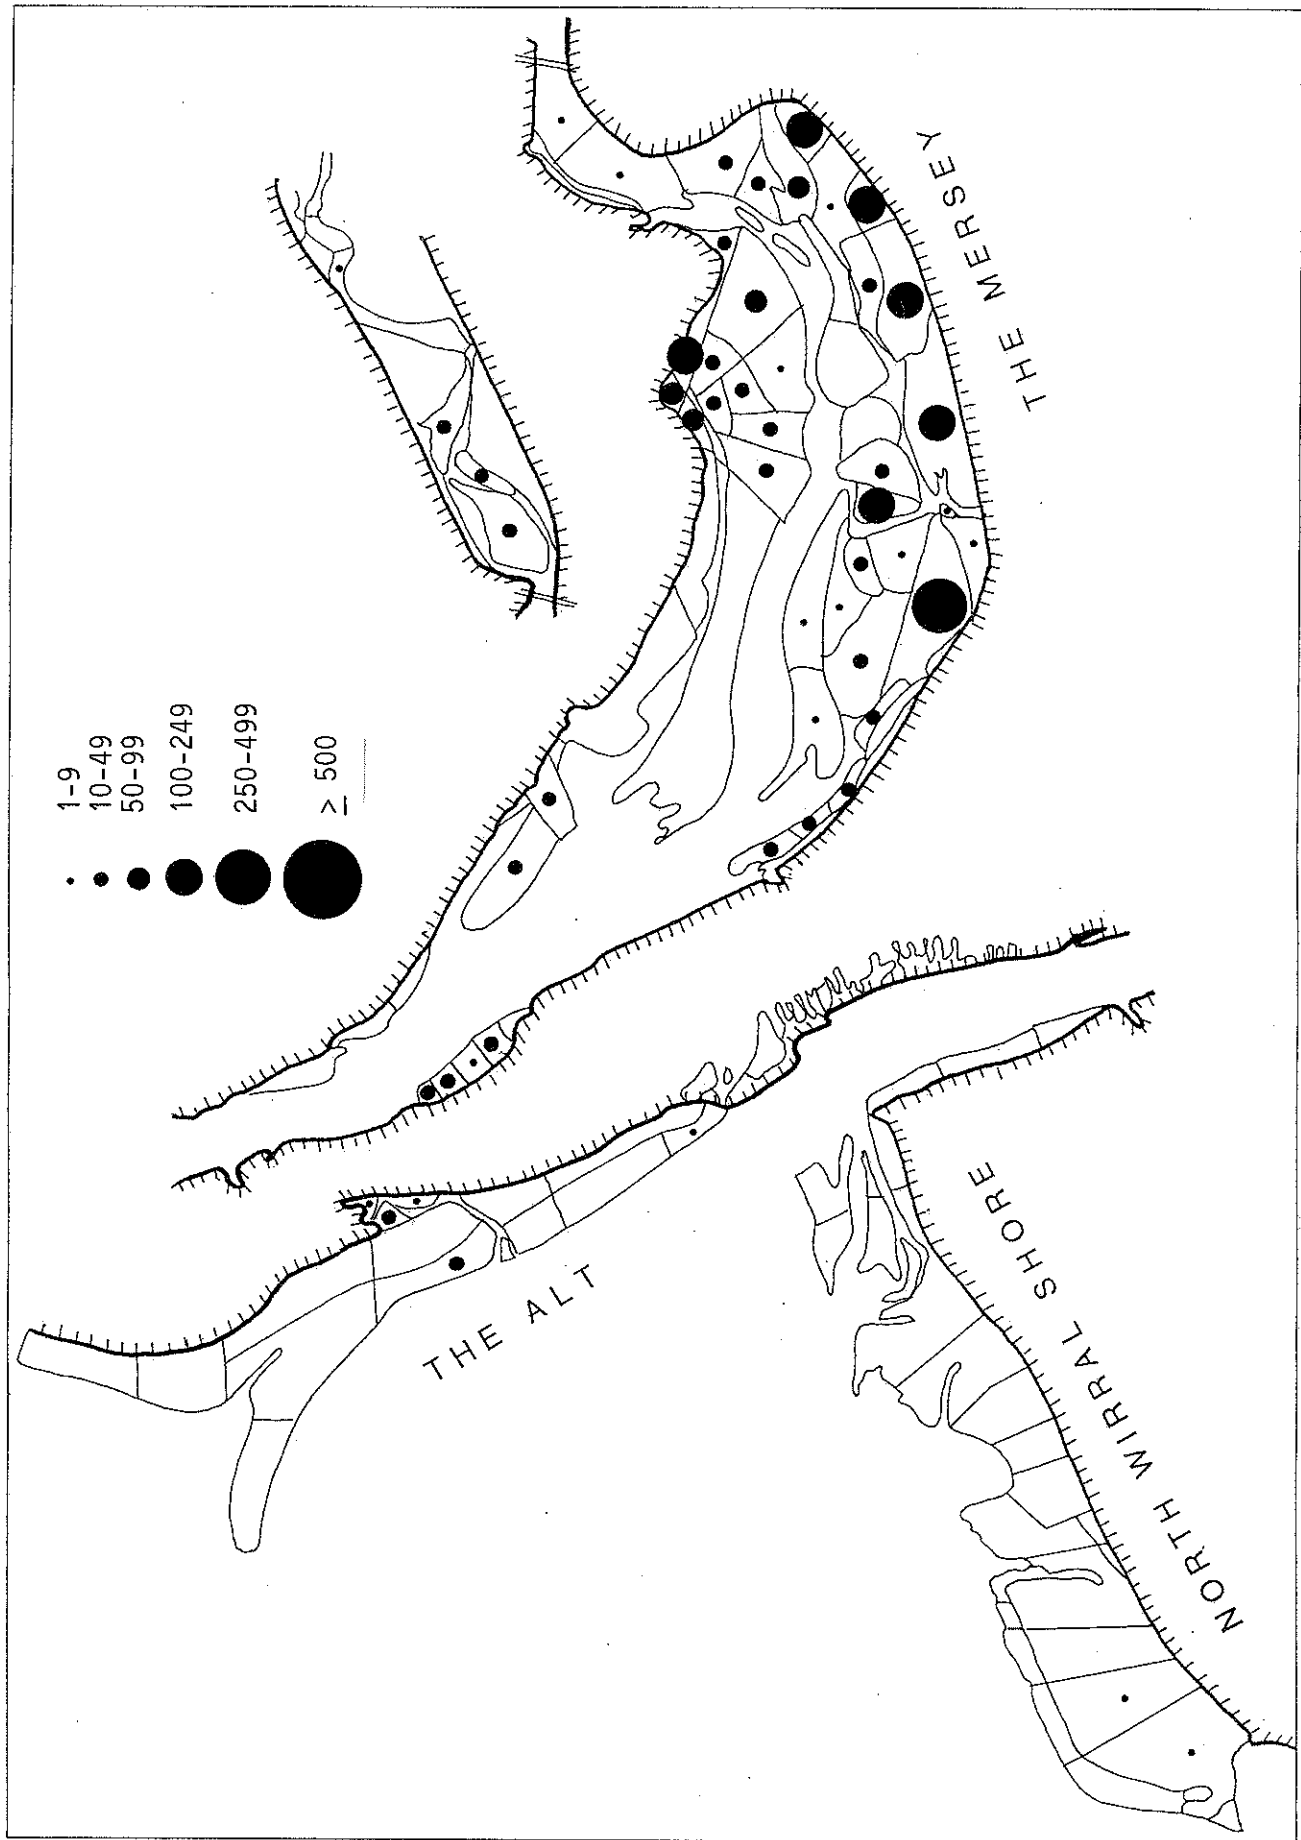 1-9
10-49
50-99
100-249
250-499
≥ 500
THE MERSEY
THE ALT
NORTH WIRRAL SHORE